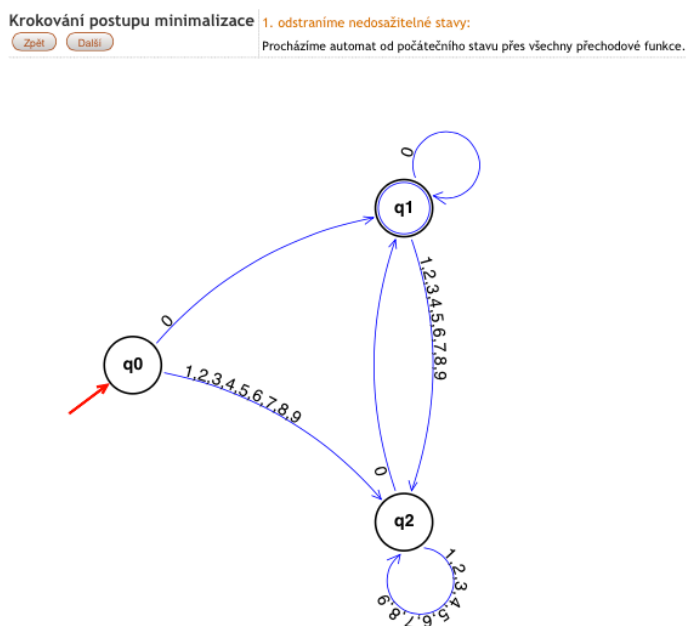 Krokování postupu minimalizace
Zpět
Další
1. odstraníme nedosažitelné stavy:
Procházíme automat od počátečního stavu přes všechny přechodové funkce.
0
q1
0
1,2,3,4,5,6,7,8,9
q0
1,2,3,4,5,6,7,8,9
0
q2
1,2,3,4,5,6,7,8,9